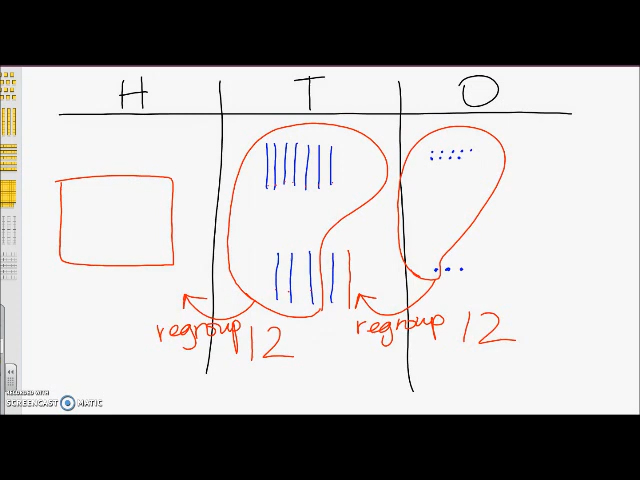 H T O
regroup 12 regroup 12
RECORDED WITH
SCREENCAST MATIC